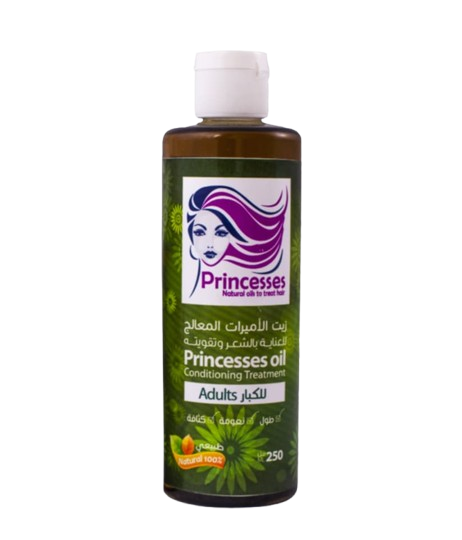 Princesses
Natural oils to treat hair
زيت الأميرات المعالج
للعناية بالشعر وتقويته
Princesses oil
Conditioning Treatment
Adults للكبار
طول نعومة كثافة
طبيعي
Natural 100%
250